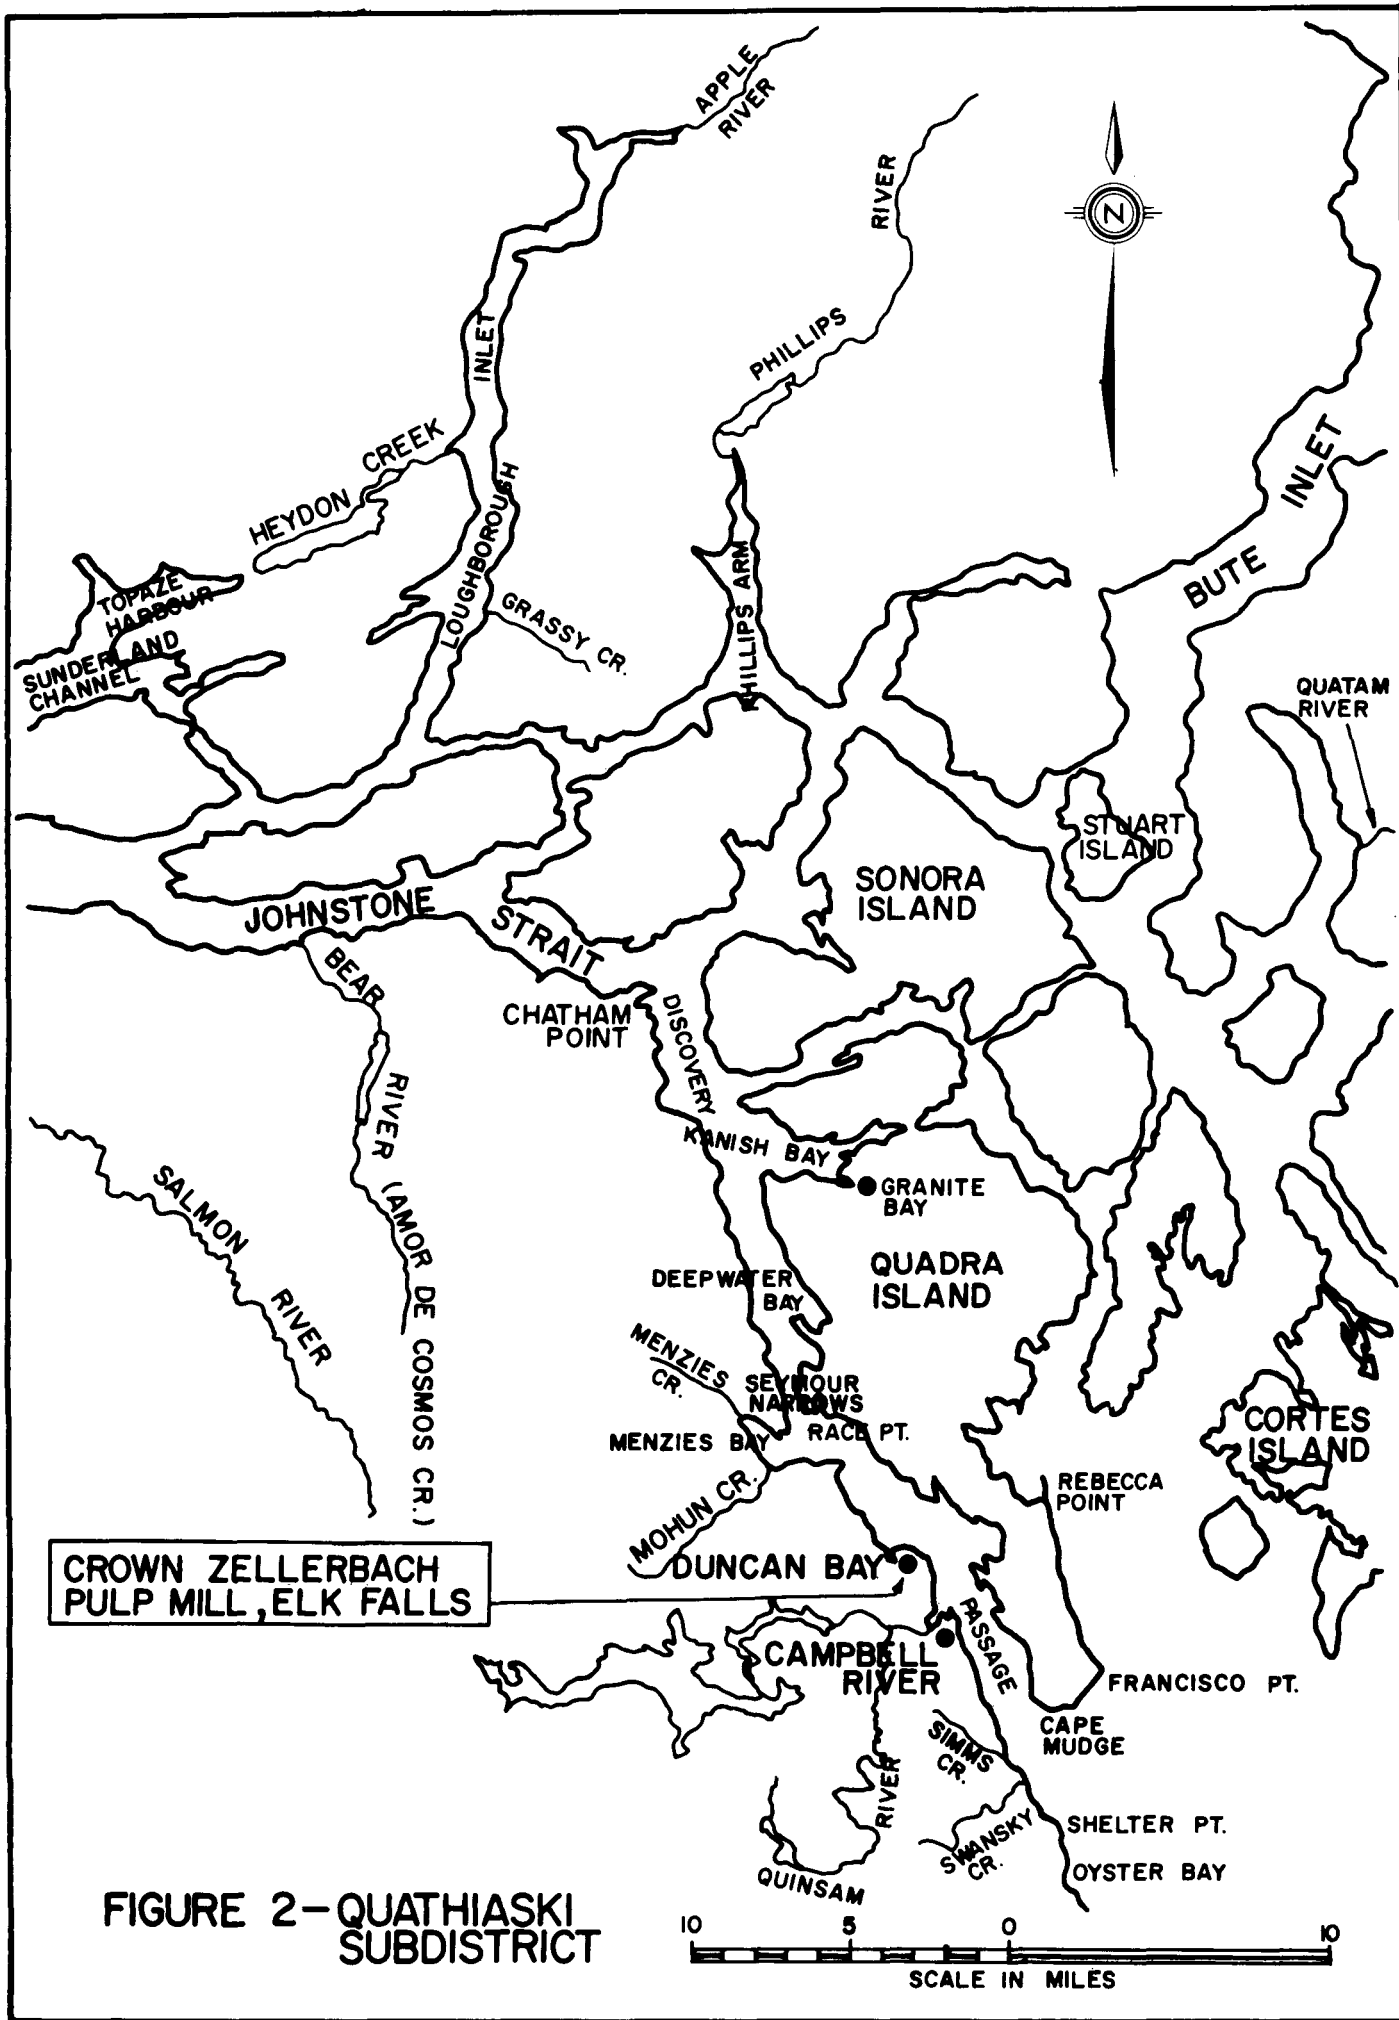 APPLE
RIVER
RIVER
PHILLIPS
N
INLET
LOUGHBOROUGH
HEYDON CREEK
TOPAZE
HARBOUR
SUNDERLAND
CHANNEL
GRASSY CR.
PHILLIPS ARM
BUTE INLET
QUATAM
RIVER
STUART
ISLAND
SONORA
ISLAND
JOHNSTONE STRAIT
BEAR
RIVER (AMOR DE COSMOS CR.)
CHATHAM
POINT
DISCOVERY
KANISH BAY
GRANITE
BAY
SALMON RIVER
DEEPWATER
BAY
QUADRA
ISLAND
MENZIES
CR.
SEYMOUR
NARROWS
RACE PT.
MENZIES BAY
CORTES
ISLAND
REBECCA
POINT
MOHUN CR.
DUNCAN BAY
CROWN ZELLERBACH
PULP MILL, ELK FALLS
PASSAGE
CAMPBELL
RIVER
FRANCISCO PT.
CAPE
MUDGE
SIMMS
CR.
RIVER
QUINSAM
SWANSKY
CR.
SHELTER PT.
OYSTER BAY
FIGURE 2-QUATHIASKI
SUBDISTRICT
10 5 0 10
SCALE IN MILES